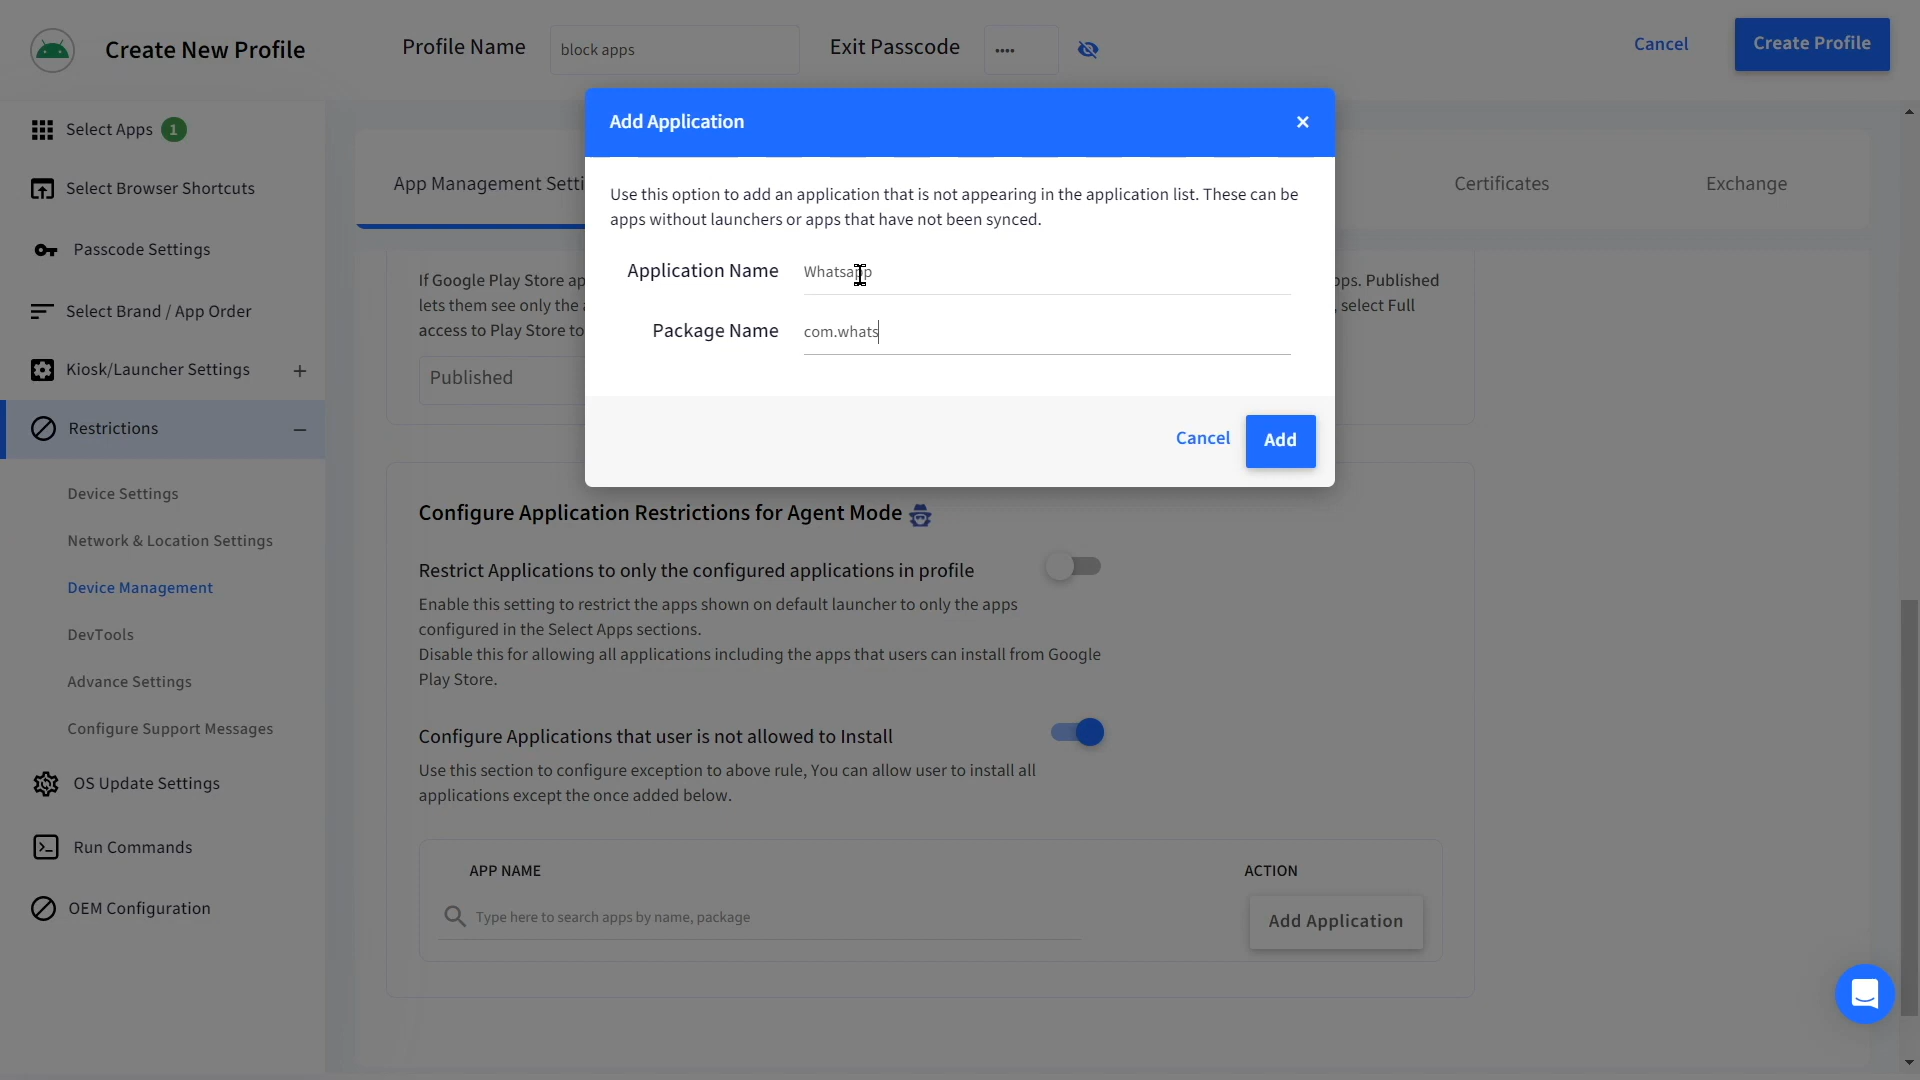 Create New Profile
Profile Name
block apps
Exit Passcode
••••
Cancel
Create Profile
Select Apps 1
Select Browser Shortcuts
Passcode Settings
Select Brand / App Order
Kiosk/Launcher Settings +
Restrictions –
Device Settings
Network & Location Settings
Device Management
DevTools
Advance Settings
Configure Support Messages
OS Update Settings
Run Commands
OEM Configuration
App Management Setti
Certificates
Exchange
Add Application ×
Use this option to add an application that is not appearing in the application list. These can be
apps without launchers or apps that have not been synced.
Application Name Whatsapp
Package Name com.whats
Cancel
Add
If Google Play Store ap
ps. Published
lets them see only the
, select Full
access to Play Store to
Published
Configure Application Restrictions for Agent Mode
Restrict Applications to only the configured applications in profile
Enable this setting to restrict the apps shown on default launcher to only the apps
configured in the Select Apps sections.
Disable this for allowing all applications including the apps that users can install from Google
Play Store.
Configure Applications that user is not allowed to Install
Use this section to configure exception to above rule, You can allow user to install all
applications except the once added below.
APP NAME
ACTION
Type here to search apps by name, package
Add Application